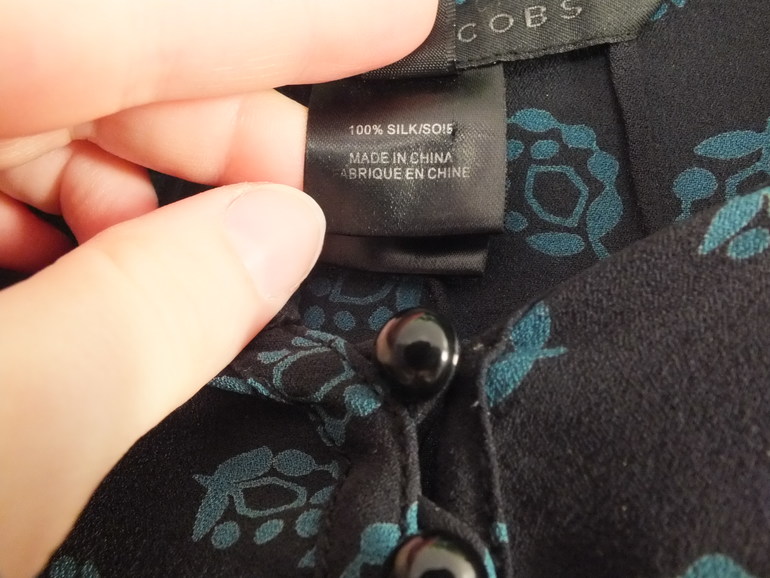 COBS
100% SILK/SOIE
MADE IN CHINA
FABRIQUE EN CHINE